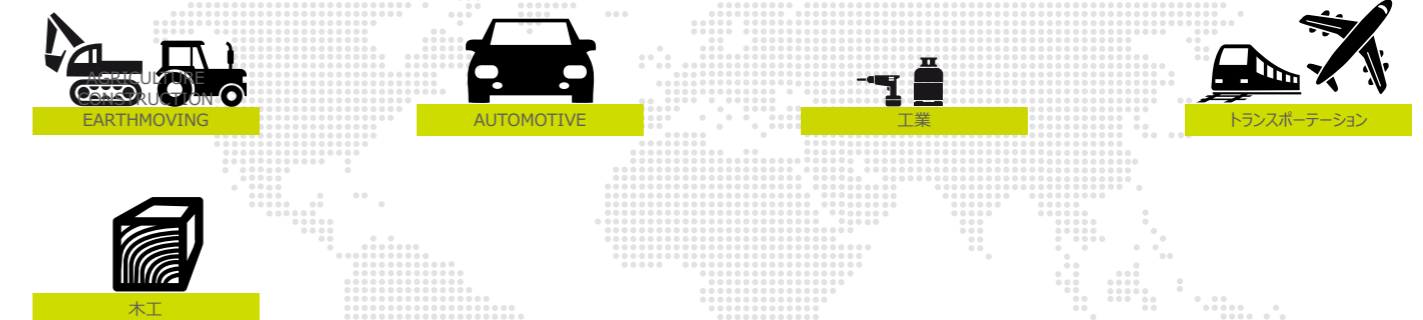 AGRICULTURE
CONSTRUCTION
EARTHMOVING
AUTOMOTIVE
工業
トランスポーテーション
木工